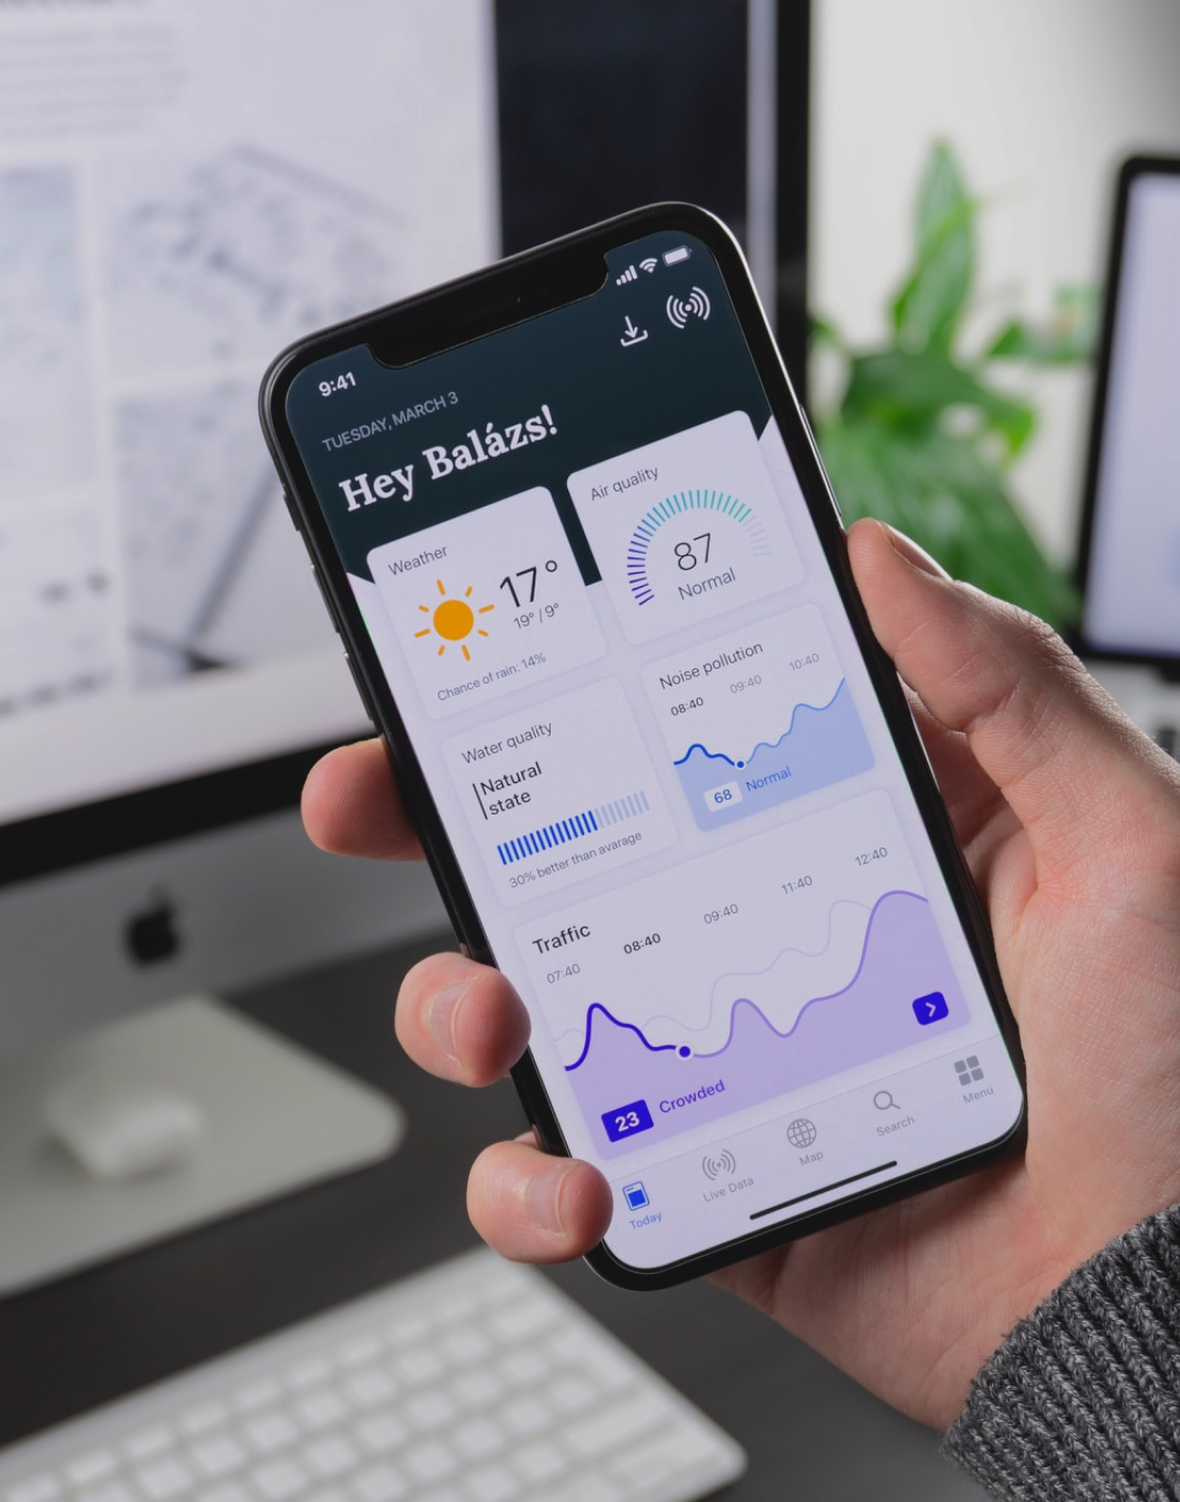 9:41
TUESDAY, MARCH 3
Hey Balázs!
Weather
17°
19° / 9°
Chance of rain: 14%
Air quality
87
Normal
Water quality
Natural
state
30% better than avarage
Noise pollution
08:40 09:40 10:40
68 Normal
Traffic
07:40 08:40 09:40 11:40 12:40
23 Crowded
Today Live Data Map Search Menu